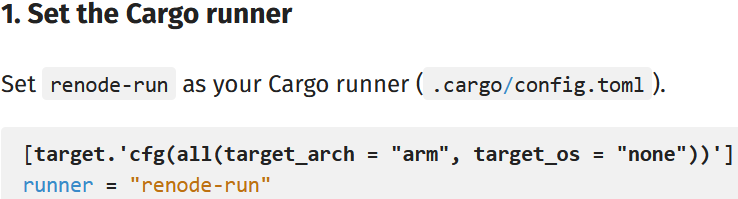 1. Set the Cargo runner
Set renode-run as your Cargo runner ( .cargo/config.toml ).
[target.'cfg(all(target_arch = "arm", target_os = "none"))']
runner = "renode-run"